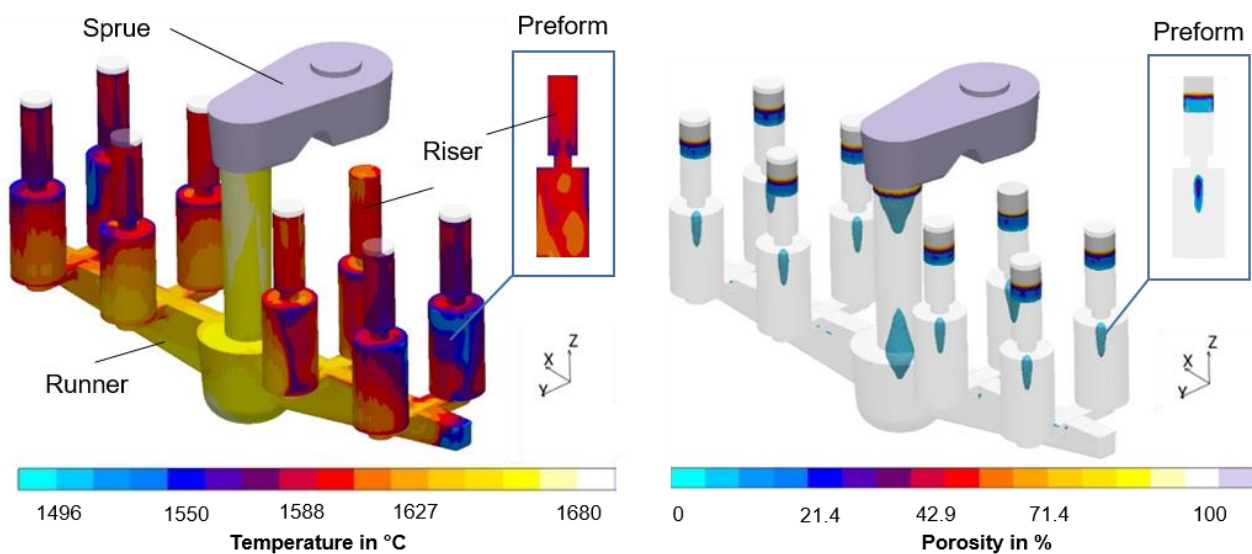 Sprue
Preform
Riser
Runner
Z
X
Y
1496 1550 1588 1627 1680
Temperature in °C
Preform
Z
X
Y
0 21.4 42.9 71.4 100
Porosity in %